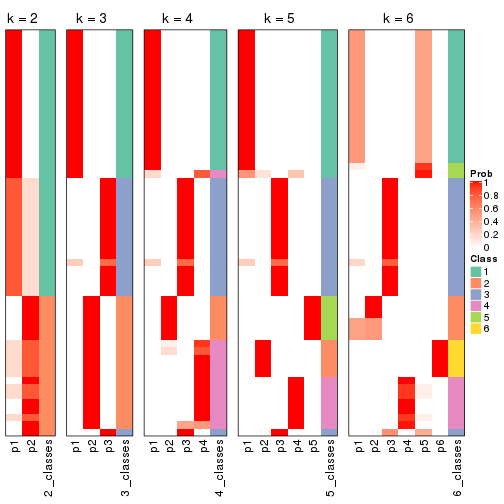 k = 2
k = 3
k = 4
k = 5
k = 6
Prob
1
0.8
0.6
0.4
0.2
0
Class
1
2
3
4
5
6
p1
p2
2_classes
p1
p2
p3
3_classes
p1
p2
p3
p4
4_classes
p1
p2
p3
p4
p5
5_classes
p1
p2
p3
p4
p5
p6
6_classes